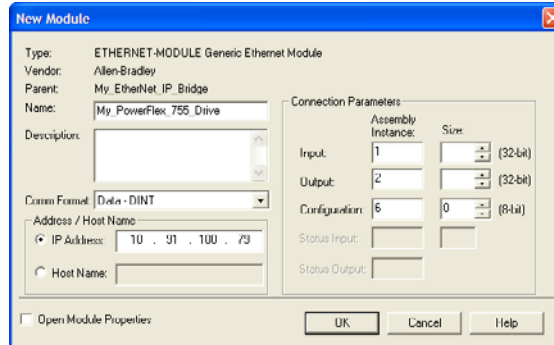 New Module
Type: ETHERNET-MODULE Generic Ethernet Module
Vendor: Allen-Bradley
Parent: My_EtherNet_IP_Bridge
Name: My_PowerFlex_755_Drive
Description:
Comm Format: Data - DINT
Address / Host Name
IP Address: 10 . 91 . 100 . 79
Host Name:
Connection Parameters
Assembly Instance:
Size:
Input: 1 (32-bit)
Output: 2 (32-bit)
Configuration: 6 0 (8-bit)
Status Input:
Status Output:
Open Module Properties
OK
Cancel
Help